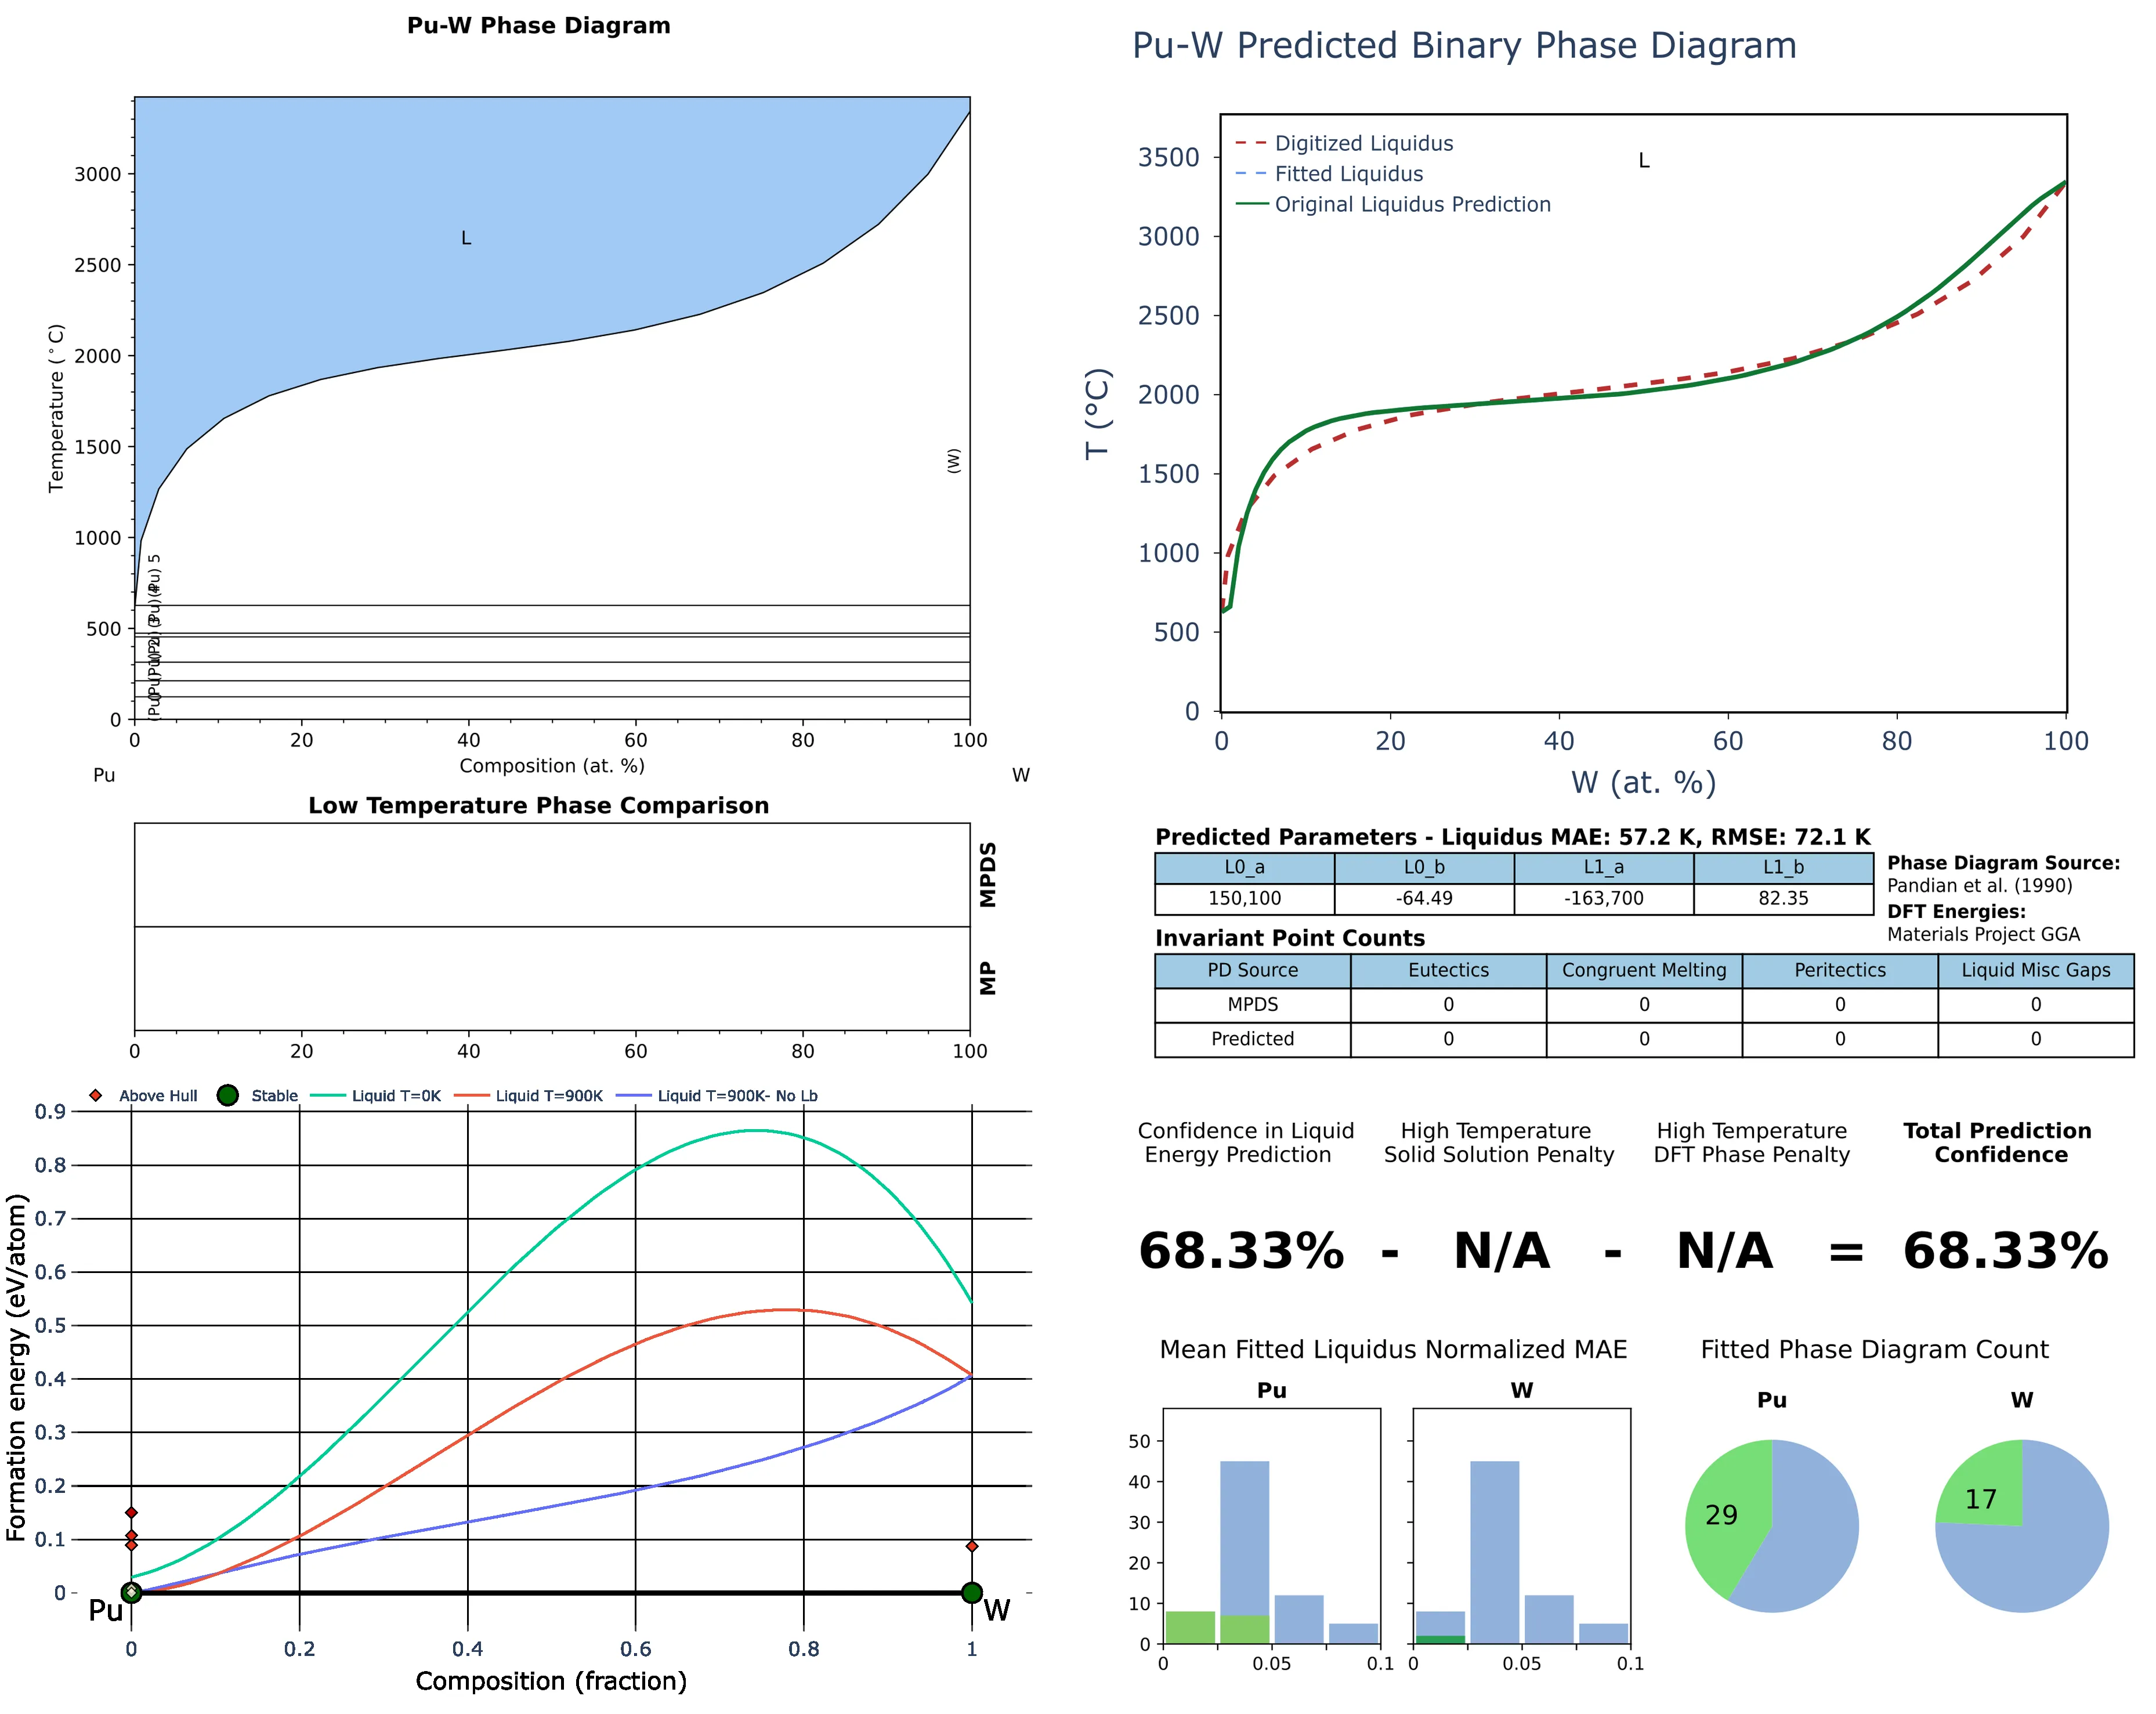 Pu-W Phase Diagram
Temperature (°C)
3000
2500
2000
1500
1000
500
0
L
(W)
(Pu) 5
0 20 40 60 80 100
Composition (at. %)
Pu W
Low Temperature Phase Comparison
MPDS
MP
0 20 40 60 80 100
Above Hull Stable Liquid T=0K Liquid T=900K Liquid T=900K- No Lb
Formation energy (eV/atom)
0.9
0.8
0.7
0.6
0.5
0.4
0.3
0.2
0.1
0
Pu W
0 0.2 0.4 0.6 0.8 1
Composition (fraction)
Pu-W Predicted Binary Phase Diagram
Digitized Liquidus
Fitted Liquidus
Original Liquidus Prediction
L
T (°C)
3500
3000
2500
2000
1500
1000
500
0
0 20 40 60 80 100
W (at. %)
Predicted Parameters - Liquidus MAE: 57.2 K, RMSE: 72.1 K
L0_a L0_b L1_a L1_b
150,100 -64.49 -163,700 82.35
Phase Diagram Source:
Pandian et al. (1990)
DFT Energies:
Materials Project GGA
Invariant Point Counts
PD Source Eutectics Congruent Melting Peritectics Liquid Misc Gaps
MPDS 0 0 0 0
Predicted 0 0 0 0
Confidence in Liquid
Energy Prediction
High Temperature
Solid Solution Penalty
High Temperature
DFT Phase Penalty
Total Prediction
Confidence
68.33% - N/A - N/A = 68.33%
Mean Fitted Liquidus Normalized MAE
Pu W
50
40
30
20
10
0
0 0.05 0.1 0 0.05 0.1
Fitted Phase Diagram Count
Pu W
29 17